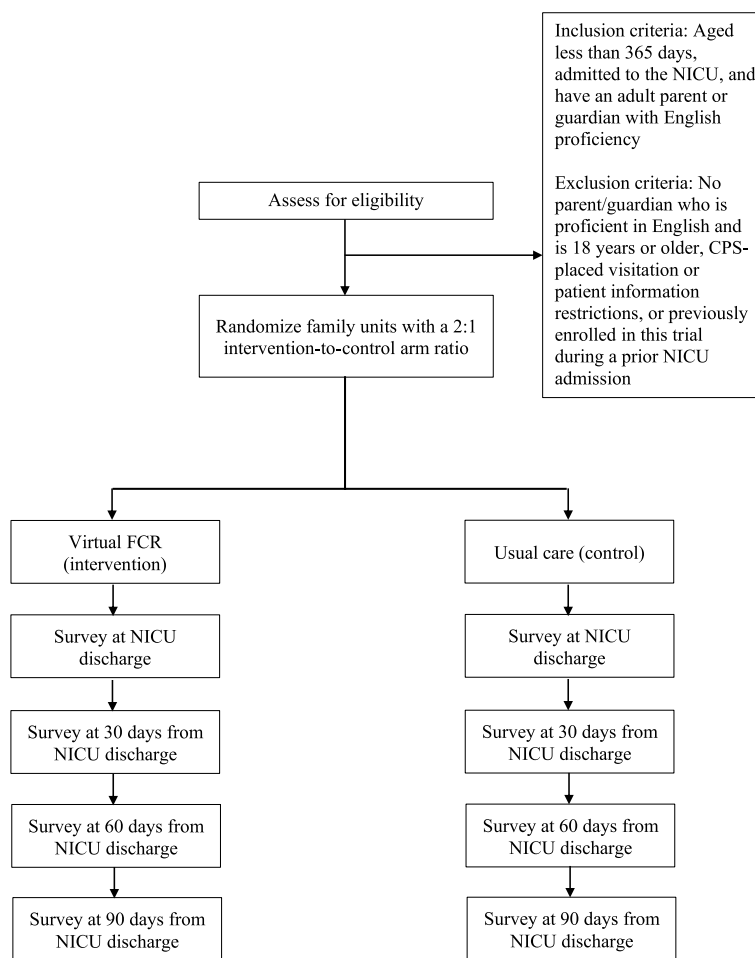 Inclusion criteria: Aged
less than 365 days,
admitted to the NICU, and
have an adult parent or
guardian with English
proficiency
Exclusion criteria: No
parent/guardian who is
proficient in English and
is 18 years or older, CPS-
placed visitation or
patient information
restrictions, or previously
enrolled in this trial
during a prior NICU
admission
Assess for eligibility
Randomize family units with a 2:1
intervention-to-control arm ratio
Virtual FCR
(intervention)
Survey at NICU
discharge
Survey at 30 days from
NICU discharge
Survey at 60 days from
NICU discharge
Survey at 90 days from
NICU discharge
Usual care (control)
Survey at NICU
discharge
Survey at 30 days from
NICU discharge
Survey at 60 days from
NICU discharge
Survey at 90 days from
NICU discharge